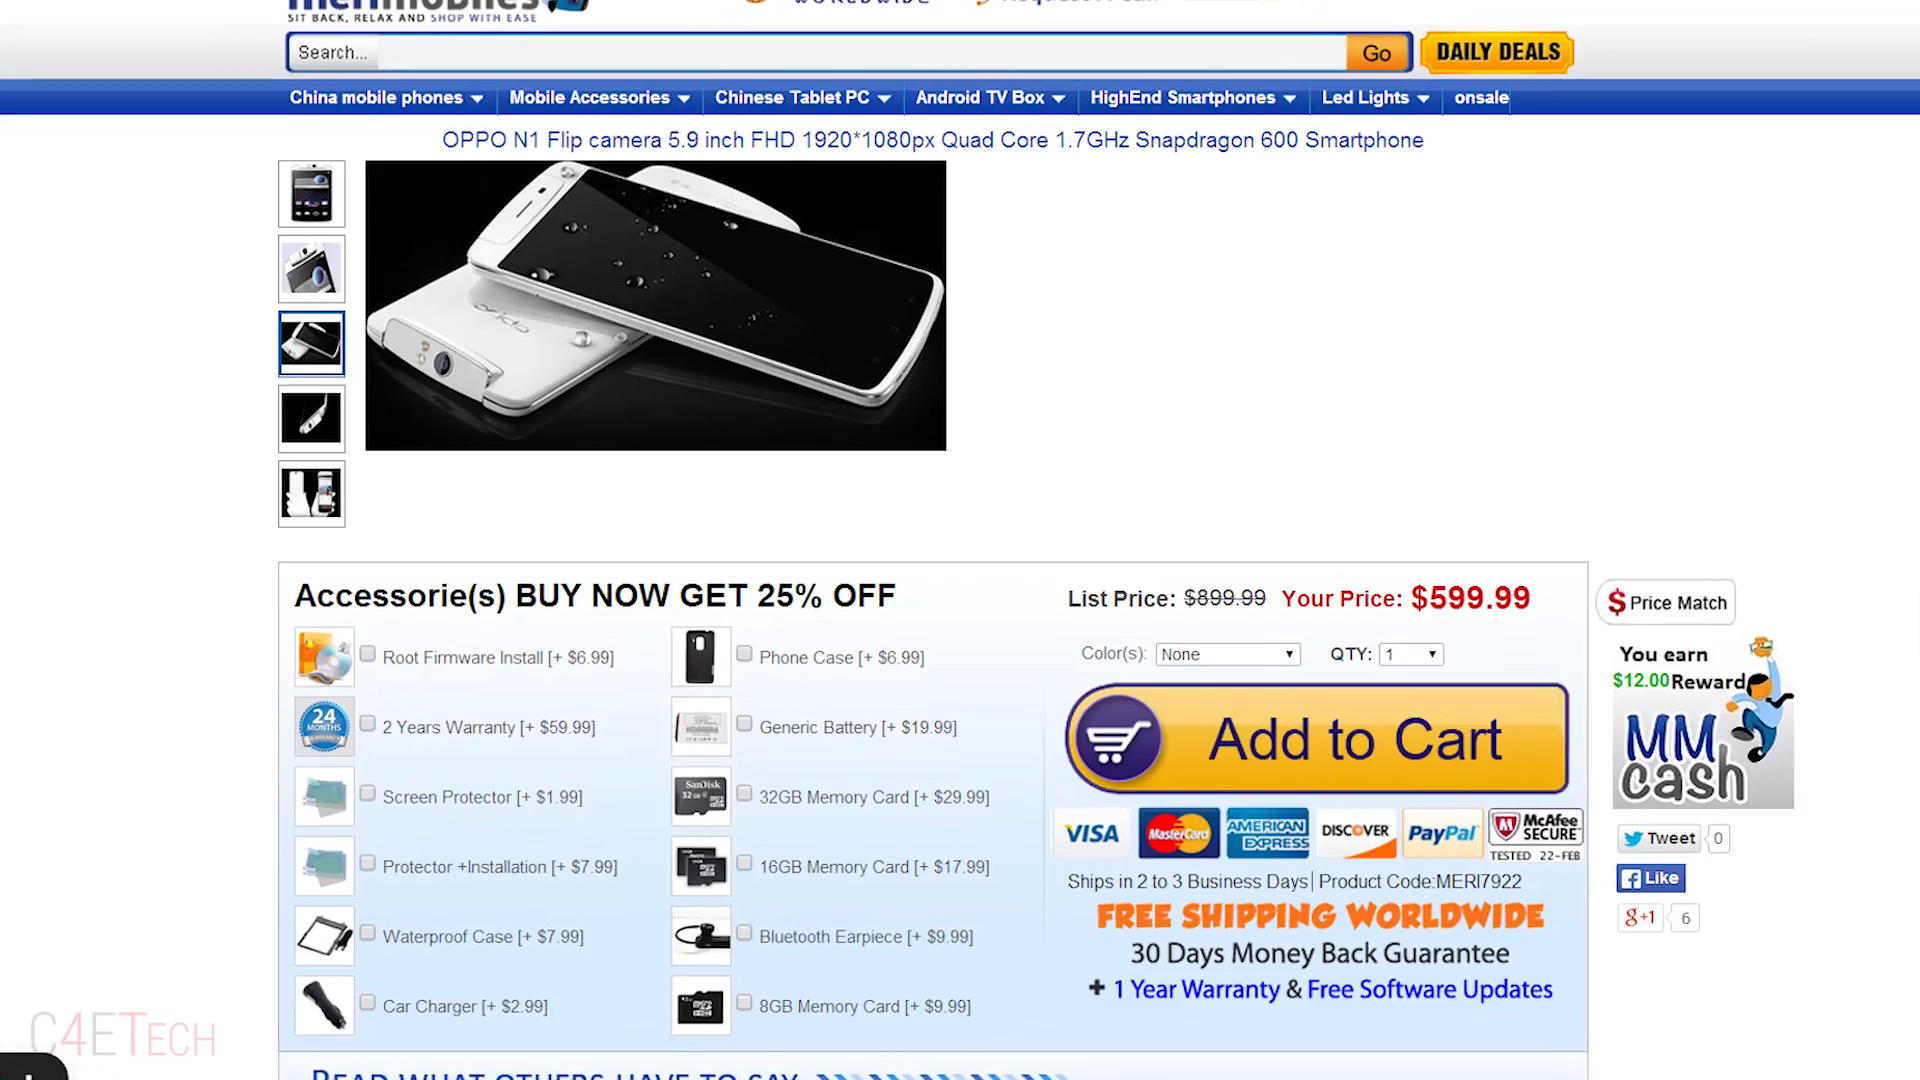 SIT BACK, RELAX AND SHOP WITH EASE
Search...
Go
DAILY DEALS
China mobile phones
Mobile Accessories
Chinese Tablet PC
Android TV Box
HighEnd Smartphones
Led Lights
onsale
OPPO N1 Flip camera 5.9 inch FHD 1920*1080px Quad Core 1.7GHz Snapdragon 600 Smartphone
oppo
Accessorie(s) BUY NOW GET 25% OFF
List Price: $899.99 Your Price: $599.99
$ Price Match
Root Firmware Install [+ $6.99]
Phone Case [+ $6.99]
Color(s): None
QTY: 1
You earn
$12.00 Reward
MM
cash
24
MONTHS
WARRANTY
2 Years Warranty [+ $59.99]
Generic Battery [+ $19.99]
Add to Cart
Screen Protector [+ $1.99]
SanDisk
32GB
32GB Memory Card [+ $29.99]
VISA
MasterCard
AMERICAN EXPRESS
DISCOVER
PayPal
McAfee
SECURE
TESTED 22-FEB
Tweet
0
Protector +Installation [+ $7.99]
16GB Memory Card [+ $17.99]
Ships in 2 to 3 Business Days| Product Code:MERI7922
Like
FREE SHIPPING WORLDWIDE
g+1
6
Waterproof Case [+ $7.99]
Bluetooth Earpiece [+ $9.99]
30 Days Money Back Guarantee
+ 1 Year Warranty & Free Software Updates
Car Charger [+ $2.99]
8GB Memory Card [+ $9.99]
C4ETech
READ WHAT OTHERS HAVE TO SAY